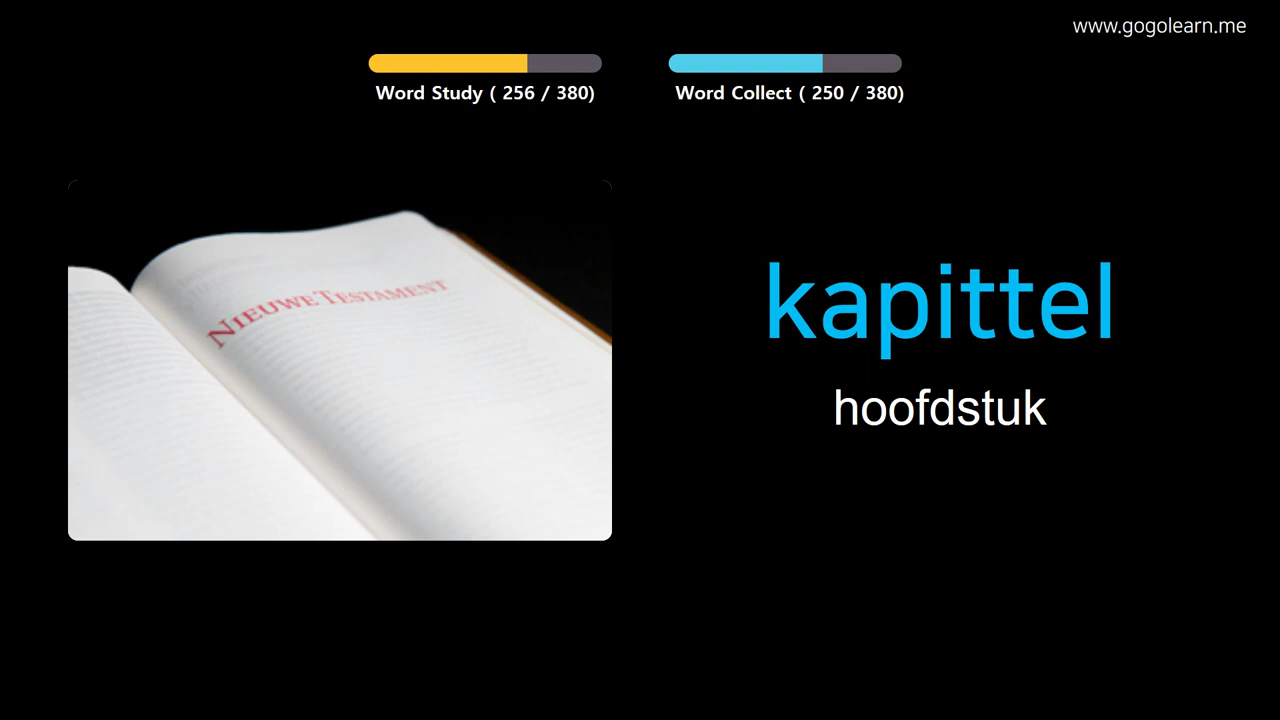 www.gogolearn.me
Word Study ( 256 / 380)
Word Collect ( 250 / 380)
NIEUWE TESTAMENT
kapittel
hoofdstuk